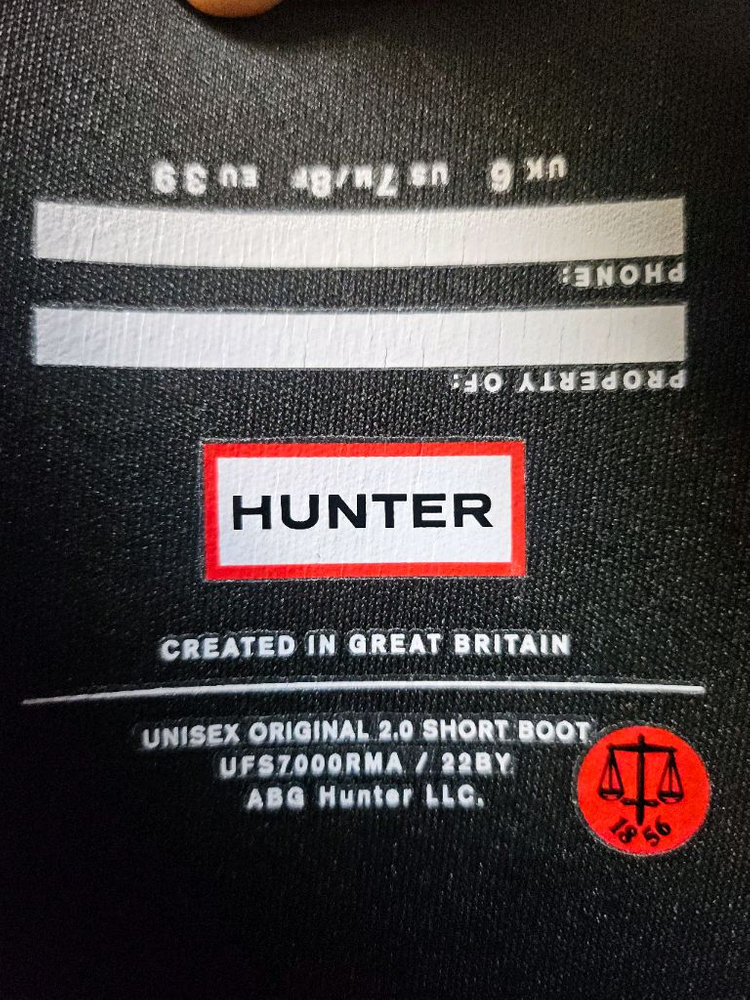 UK 6 US 7M/8F EU 39
PHONE:
PROPERTY OF:
HUNTER
CREATED IN GREAT BRITAIN
UNISEX ORIGINAL 2.0 SHORT BOOT
UFS7000RMA / 22BY
ABG Hunter LLC.
1856